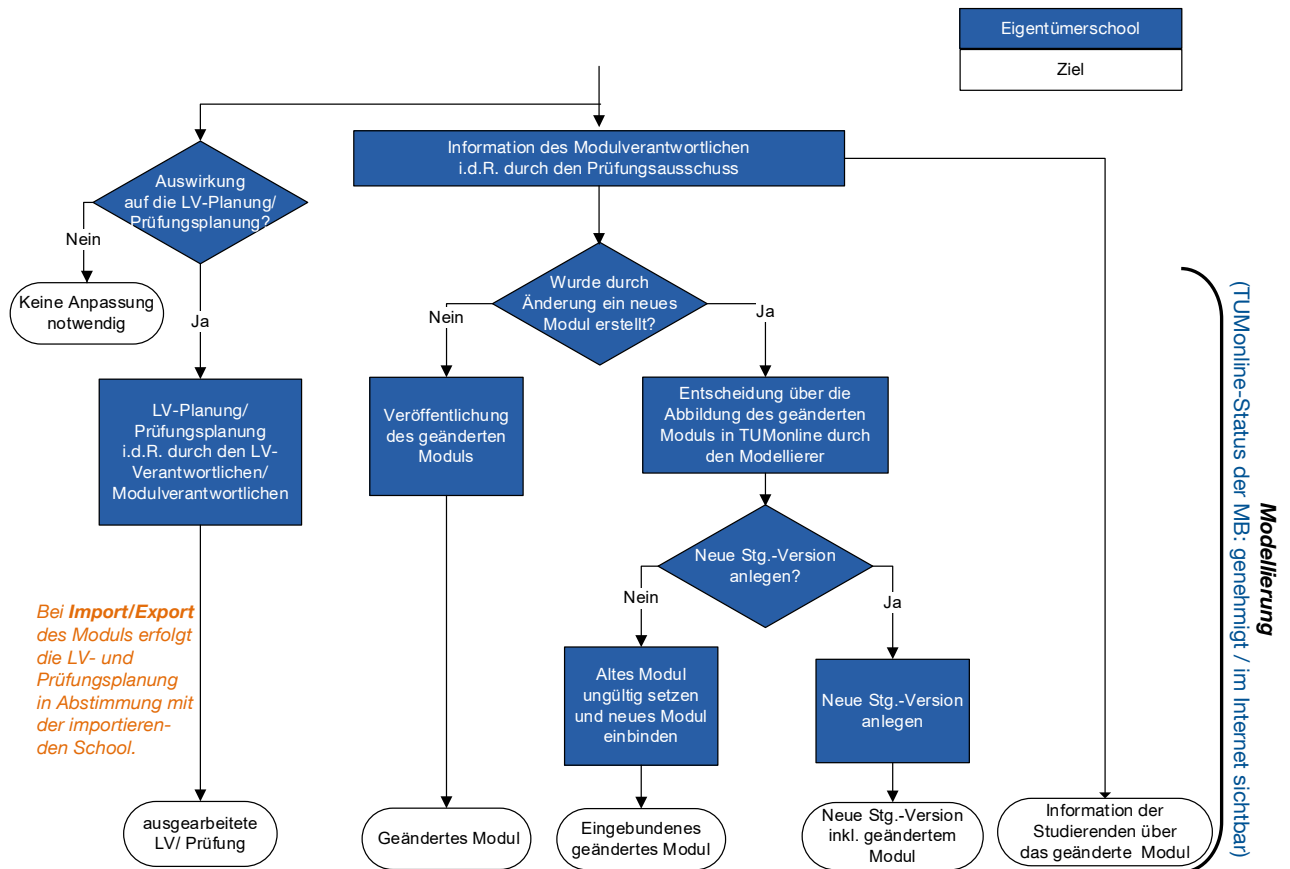 Eigentümerschool
Ziel
Information des Modulverantwortlichen
i.d.R. durch den Prüfungsausschuss
Auswirkung
auf die LV-Planung/
Prüfungsplanung?
Nein
Keine Anpassung
notwendig
Ja
Wurde durch
Änderung ein neues
Modul erstellt?
Nein
Ja
LV-Planung/
Prüfungsplanung
i.d.R. durch den LV-
Verantwortlichen/
Modulverantwortlichen
Veröffentlichung
des geänderten
Moduls
Entscheidung über die
Abbildung des geänderten
Moduls in TUMonline durch
den Modellierer
Neue Stg.-Version
anlegen?
Nein
Ja
Bei Import/Export
des Moduls erfolgt
die LV- und
Prüfungsplanung
in Abstimmung mit
der importieren-
den School.
Altes Modul
ungültig setzen
und neues Modul
einbinden
Neue Stg.-Version
anlegen
ausgearbeitete
LV/ Prüfung
Geändertes Modul
Eingebundenes
geändertes Modul
Neue Stg.-Version
inkl. geändertem
Modul
Information der
Studierenden über
das geänderte Modul
Modellierung
(TUMonline-Status der MB: genehmigt / im Internet sichtbar)